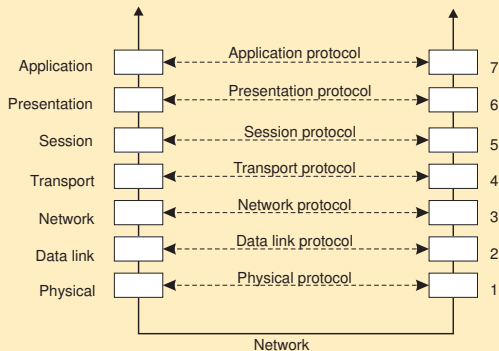 Application Application protocol 7
Presentation Presentation protocol 6
Session Session protocol 5
Transport Transport protocol 4
Network Network protocol 3
Data link Data link protocol 2
Physical Physical protocol 1
Network